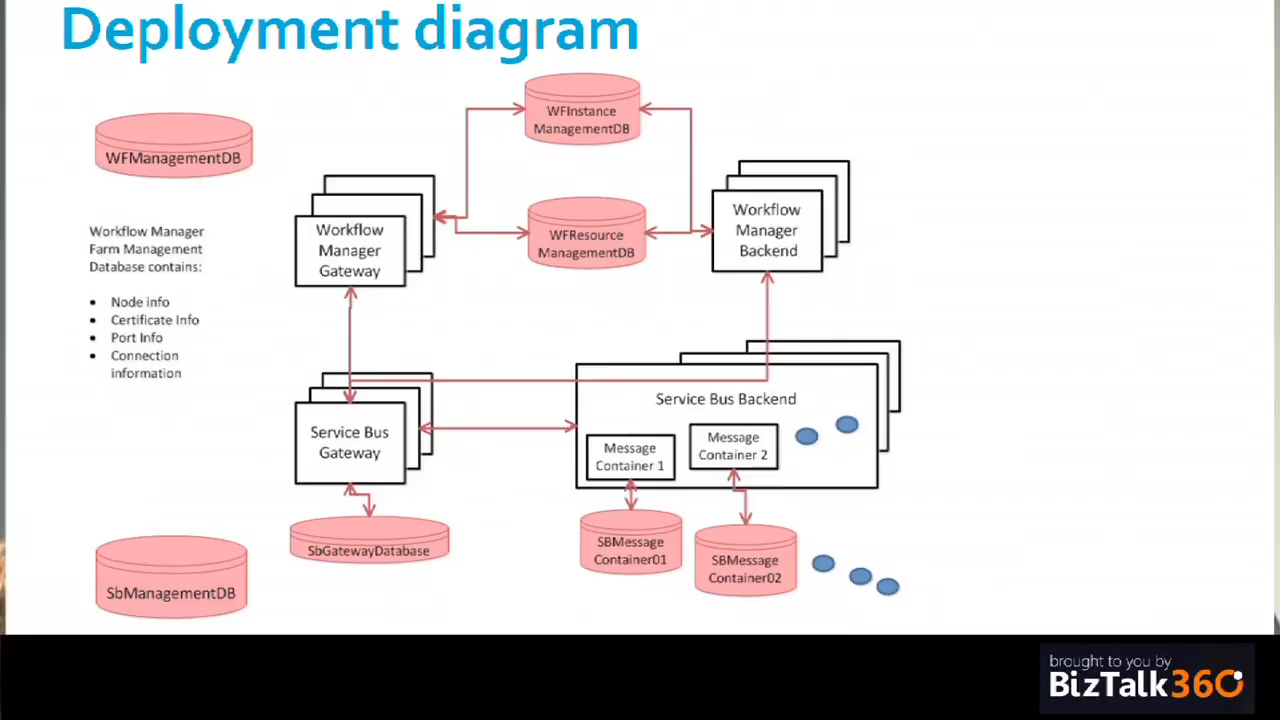 Deployment diagram
WFInstance
ManagementDB
WFManagementDB
WFResource
ManagementDB
Workflow
Manager
Gateway
Workflow
Manager
Backend
Workflow Manager
Farm Management
Database contains:
• Node info
• Certificate Info
• Port Info
• Connection
information
Service Bus
Gateway
Service Bus Backend
Message
Container 1
Message
Container 2
SbGatewayDatabase
SBMessage
Container01
SBMessage
Container02
SbManagementDB
brought to you by
BizTalk360